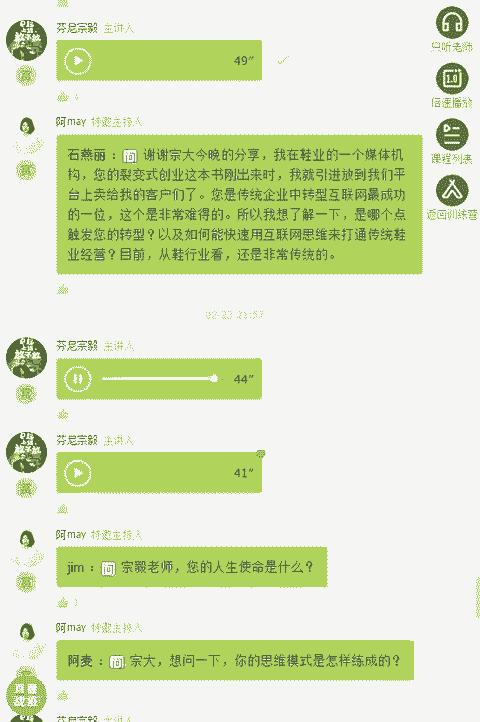 芬尼宗毅 主讲人
49"
只听老师
1.0
倍速播放
阿may 特邀主持人
课程列表
石燕丽：问 谢谢宗大今晚的分享，我在鞋业的一个媒体机
构，您的裂变式创业这本书刚出来时，我就引进放到我们平
台上卖给我的客户们了。您是传统企业中转型互联网最成功
的一位，这个是非常难得的。所以我想了解一下，是哪个点
触发您的转型？以及如何能快速用互联网思维来打通传统鞋
业经营？目前，从鞋行业看，还是非常传统的。
返回训练营
芬尼宗毅 主讲人
44"
芬尼宗毅 主讲人
41"
阿may 特邀主持人
jim：问 宗毅老师，您的人生使命是什么？
阿may 特邀主持人
阿麦：问 宗大，想问一下，你的思维模式是怎样练成的？